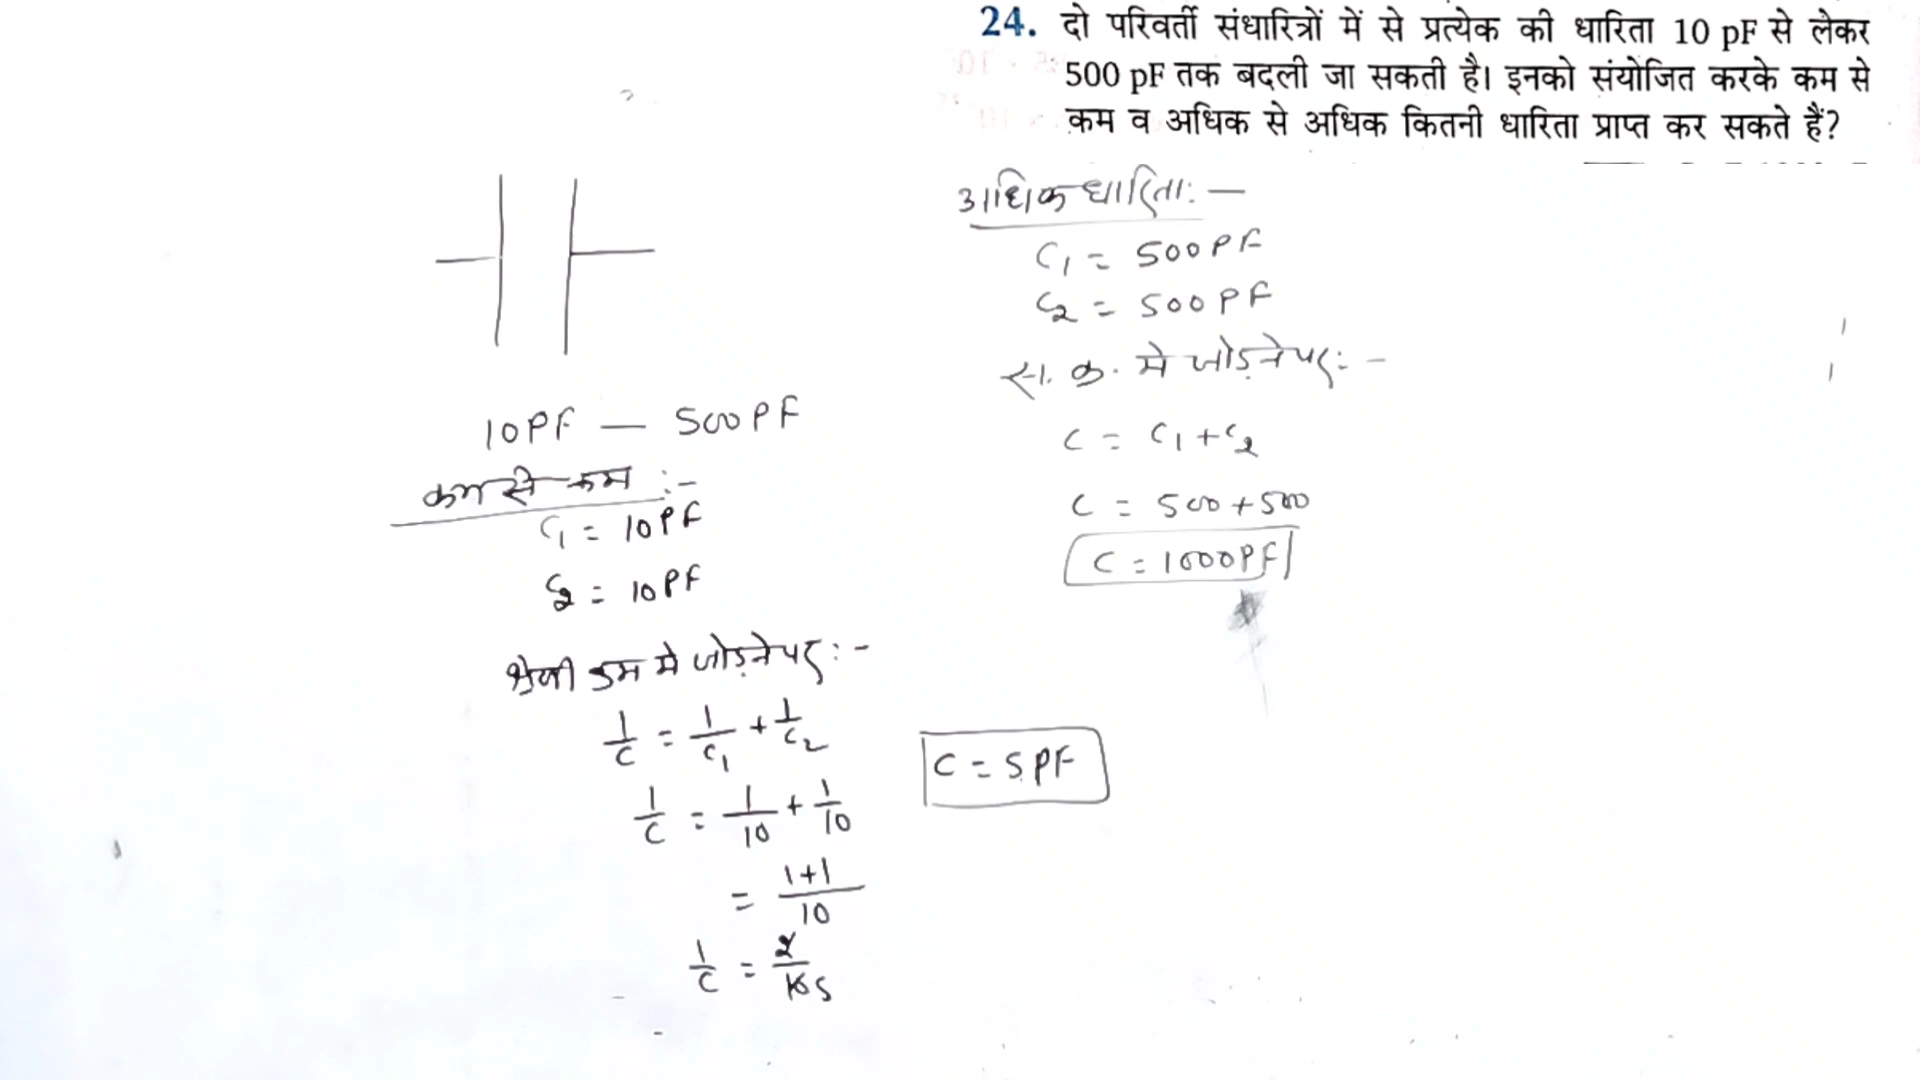 24. दो परिवर्ती संधारित्रों में से प्रत्येक की धारिता 10 pF से लेकर
500 pF तक बदली जा सकती है। इनको संयोजित करके कम से
कम व अधिक से अधिक कितनी धारिता प्राप्त कर सकते हैं?
10PF — 500PF
कम से कम :-
C₁ = 10PF
C₂ = 10PF
श्रेणी क्रम मे जोड़ने पर :-
1/C = 1/C₁ + 1/C₂
1/C = 1/10 + 1/10
= 1+1/10
1/C = 2/10 5
C = 5PF
अधिक धारिता: —
C₁ = 500PF
C₂ = 500PF
स. क. मे जोड़ने पर: -
C = C₁ + C₂
C = 500 + 500
C = 1000PF